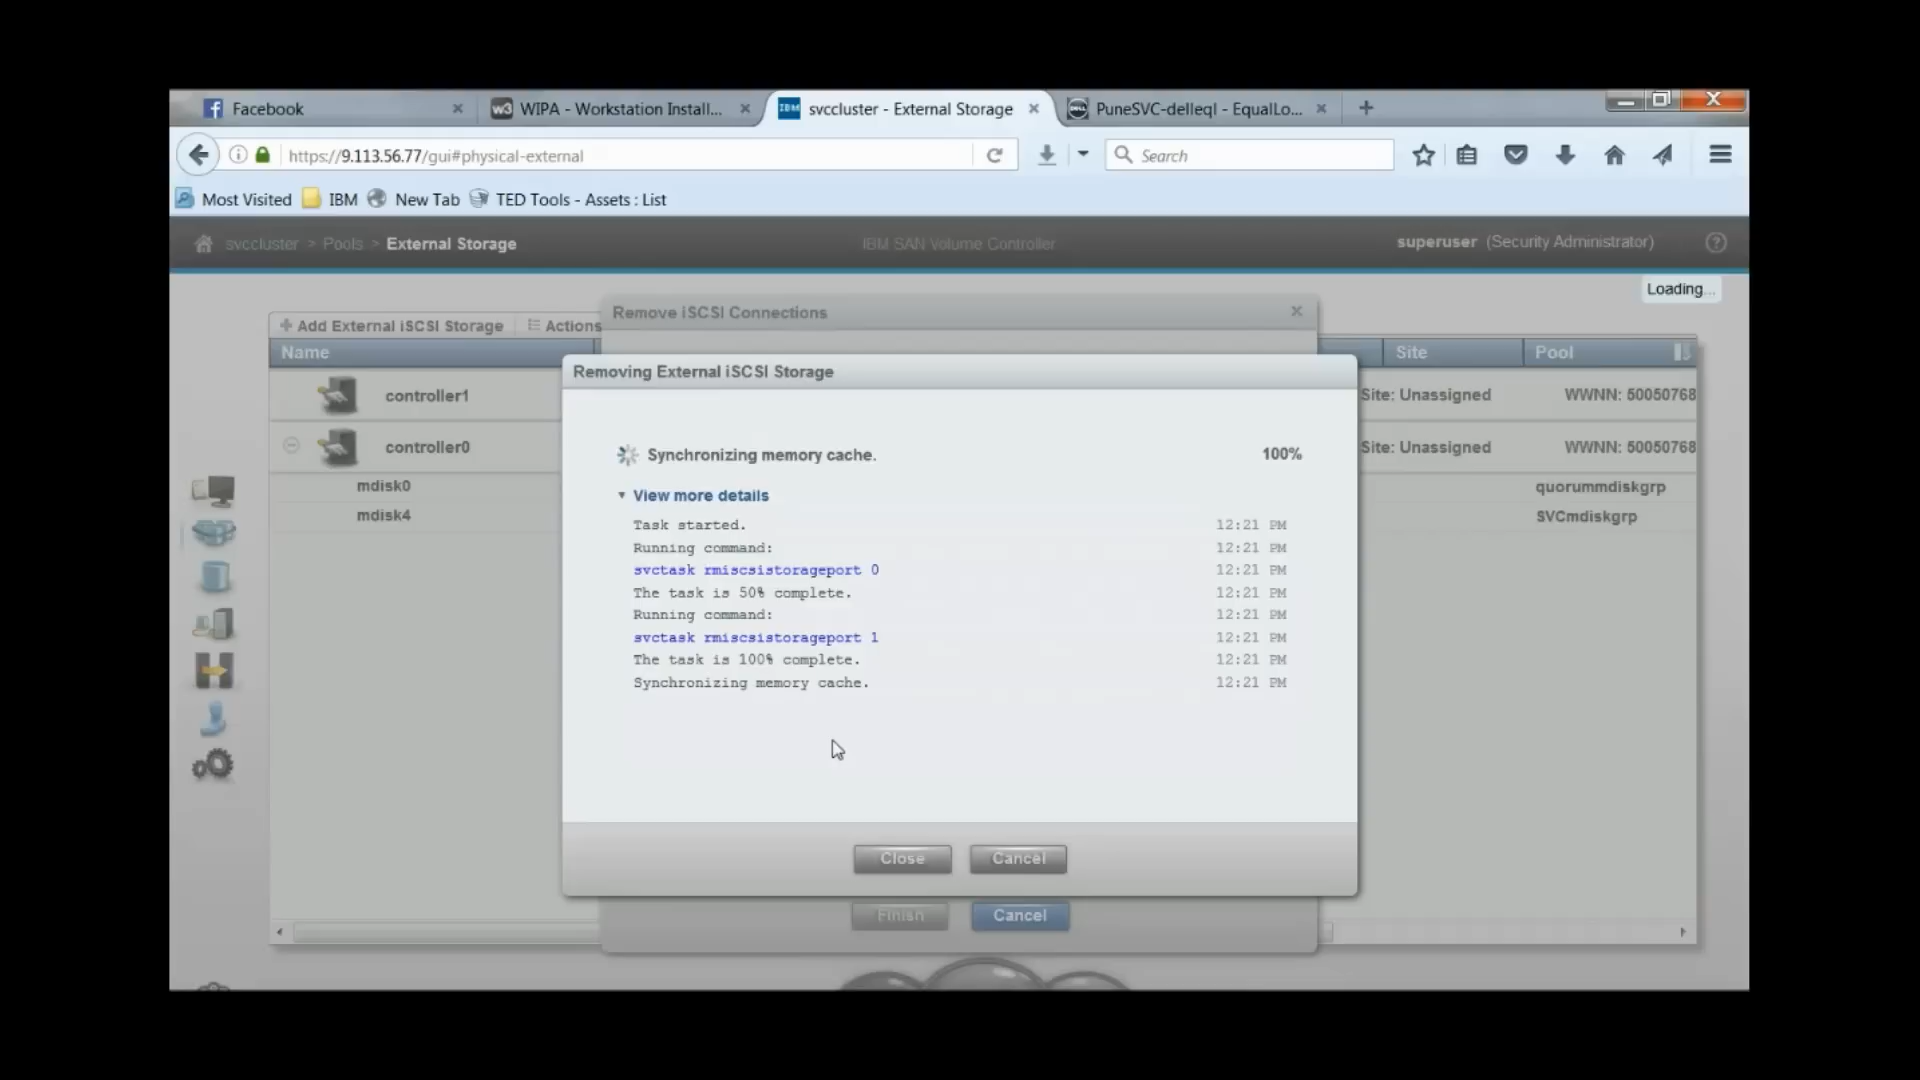 Facebook
w3 WIPA - Workstation Install...
IBM svccluster - External Storage
DELL PuneSVC-delleql - EqualLo...
https://9.113.56.77/gui#physical-external
Search
Most Visited IBM New Tab TED Tools - Assets : List
svccluster > Pools > External Storage
IBM SAN Volume Controller
superuser (Security Administrator)
Loading...
Add External iSCSI Storage Actions
Remove iSCSI Connections
Name Site Pool
Removing External iSCSI Storage
controller1 Site: Unassigned WWNN: 50050768
controller0 Site: Unassigned WWNN: 50050768
mdisk0 quorummdiskgrp
mdisk4 SVCmdiskgrp
Synchronizing memory cache. 100%
View more details
Task started. 12:21 PM
Running command: 12:21 PM
svctask rmiscsistorageport 0 12:21 PM
The task is 50% complete. 12:21 PM
Running command: 12:21 PM
svctask rmiscsistorageport 1 12:21 PM
The task is 100% complete. 12:21 PM
Synchronizing memory cache. 12:21 PM
Close Cancel
Finish Cancel